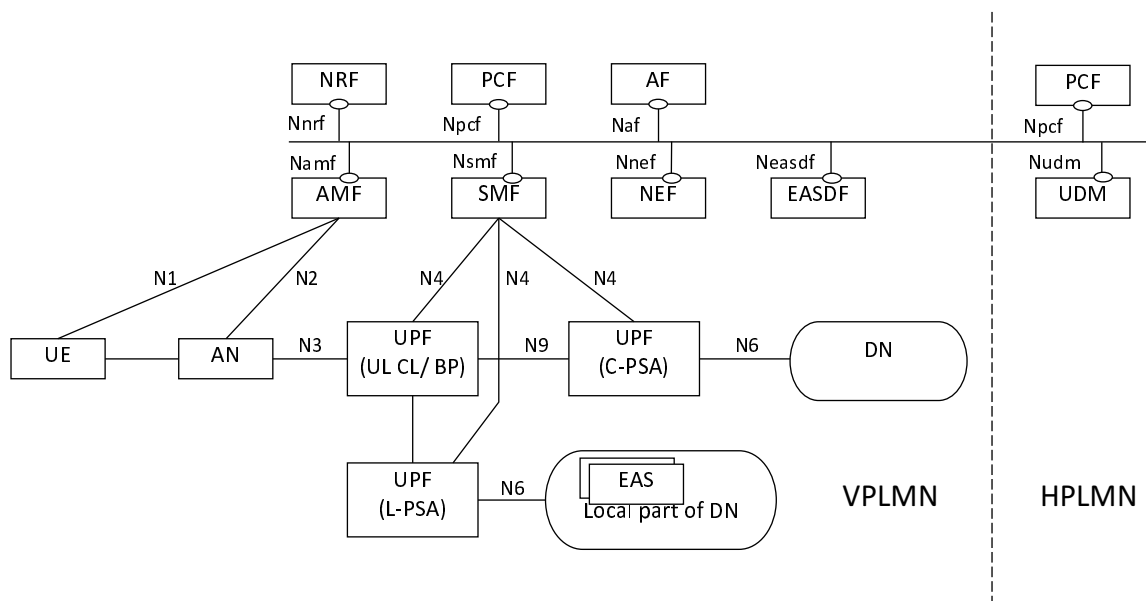 NRF
PCF
AF
PCF
Nnrf
Npcf
Naf
Npcf
Namf
Nsmf
Nnef
Neasdf
Nudm
AMF
SMF
NEF
EASDF
UDM
N1
N2
N4
N4
N4
UE
AN
N3
UPF
(UL CL/ BP)
N9
UPF
(C-PSA)
N6
DN
UPF
(L-PSA)
N6
EAS
Local part of DN
VPLMN
HPLMN